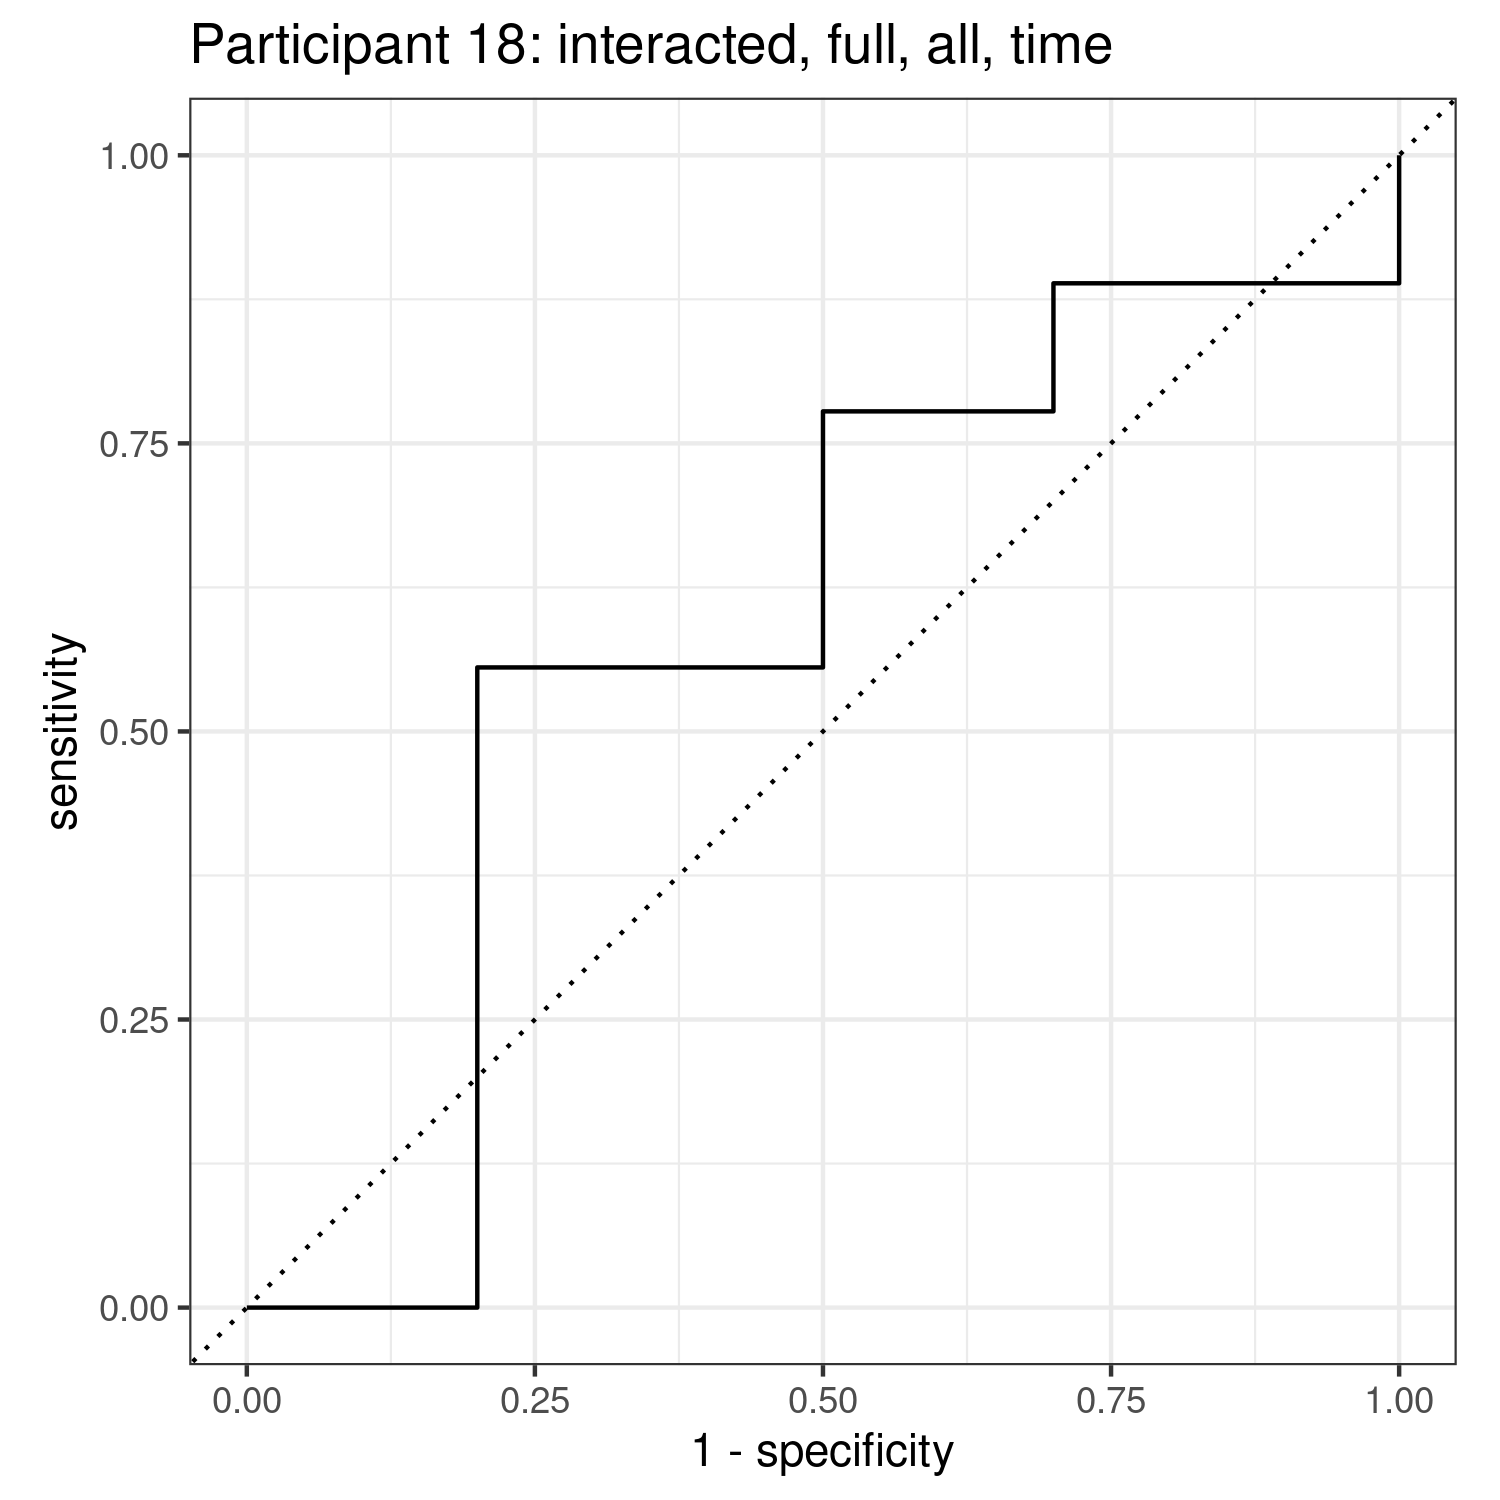 Participant 18: interacted, full, all, time
1.00
0.75
0.50
0.25
0.00
sensitivity
0.00 0.25 0.50 0.75 1.00
1 - specificity